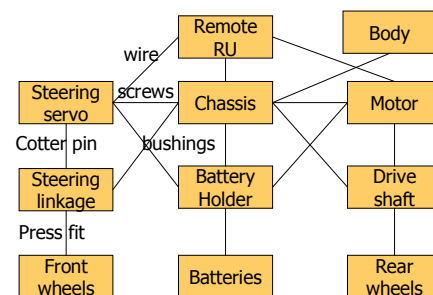 Remote
RU
Body
wire
Steering
servo
screws
Chassis
Motor
Cotter pin
bushings
Steering
linkage
Battery
Holder
Drive
shaft
Press fit
Front
wheels
Batteries
Rear
wheels